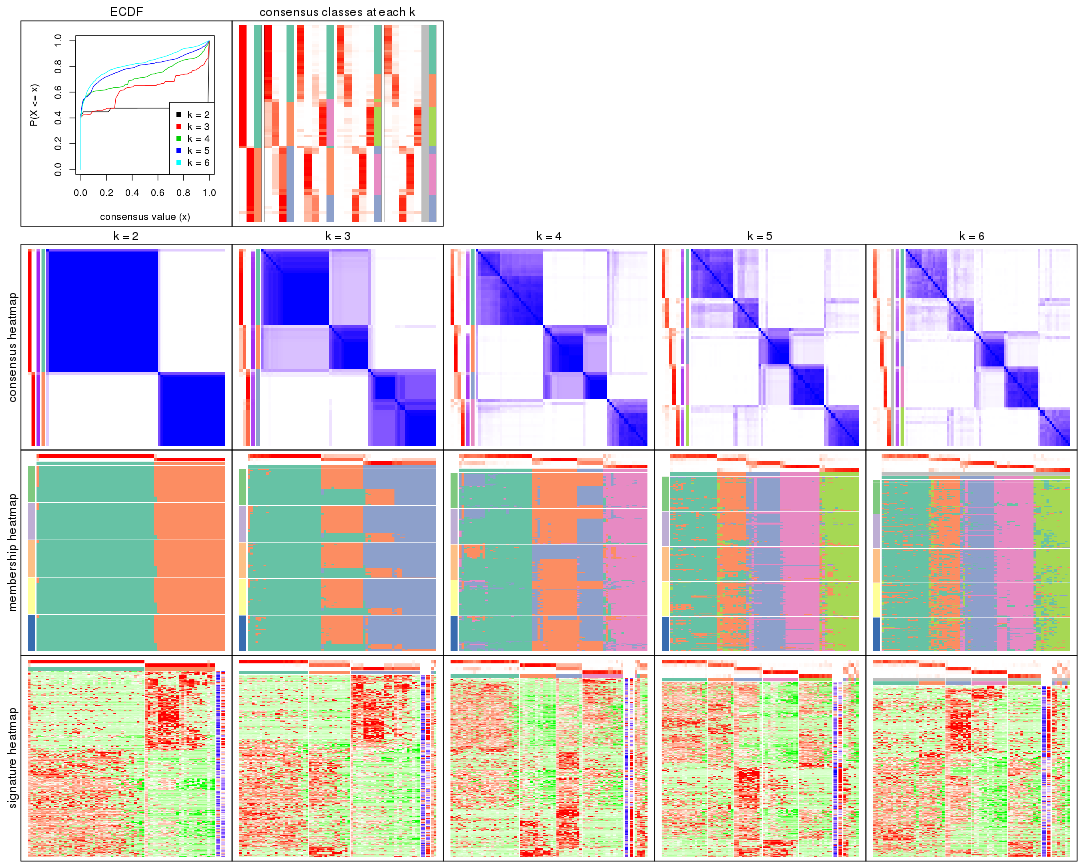 ECDF
consensus classes at each k
P(X <= x)
0.0 0.2 0.4 0.6 0.8 1.0
k = 2
k = 3
k = 4
k = 5
k = 6
0.0 0.2 0.4 0.6 0.8 1.0
consensus value (x)
k = 2
k = 3
k = 4
k = 5
k = 6
consensus heatmap
membership heatmap
signature heatmap